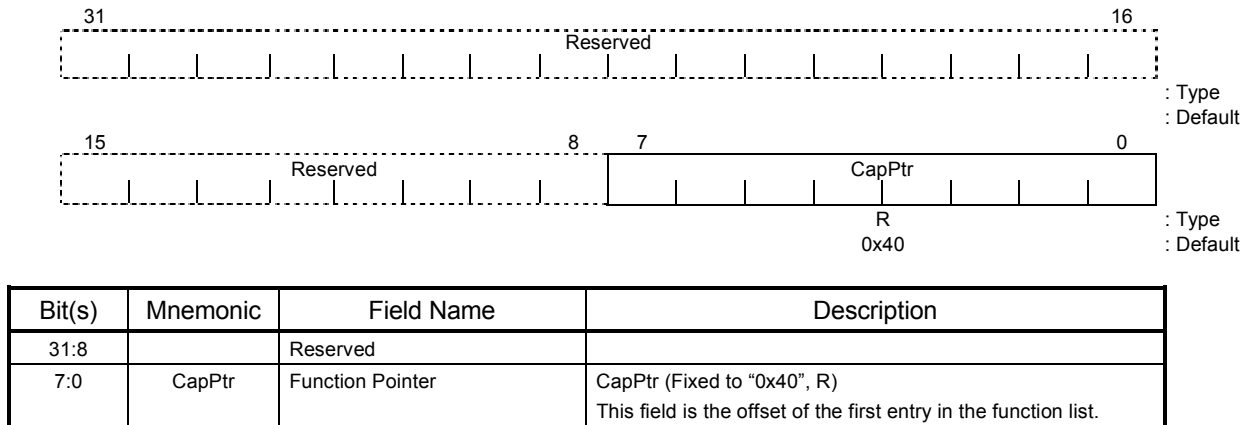 31 16
Reserved
: Type
: Default
15 8 7 0
Reserved CapPtr
R : Type
0x40 : Default
Bit(s) Mnemonic Field Name Description
31:8 Reserved
7:0 CapPtr Function Pointer CapPtr (Fixed to “0x40”, R)
This field is the offset of the first entry in the function list.